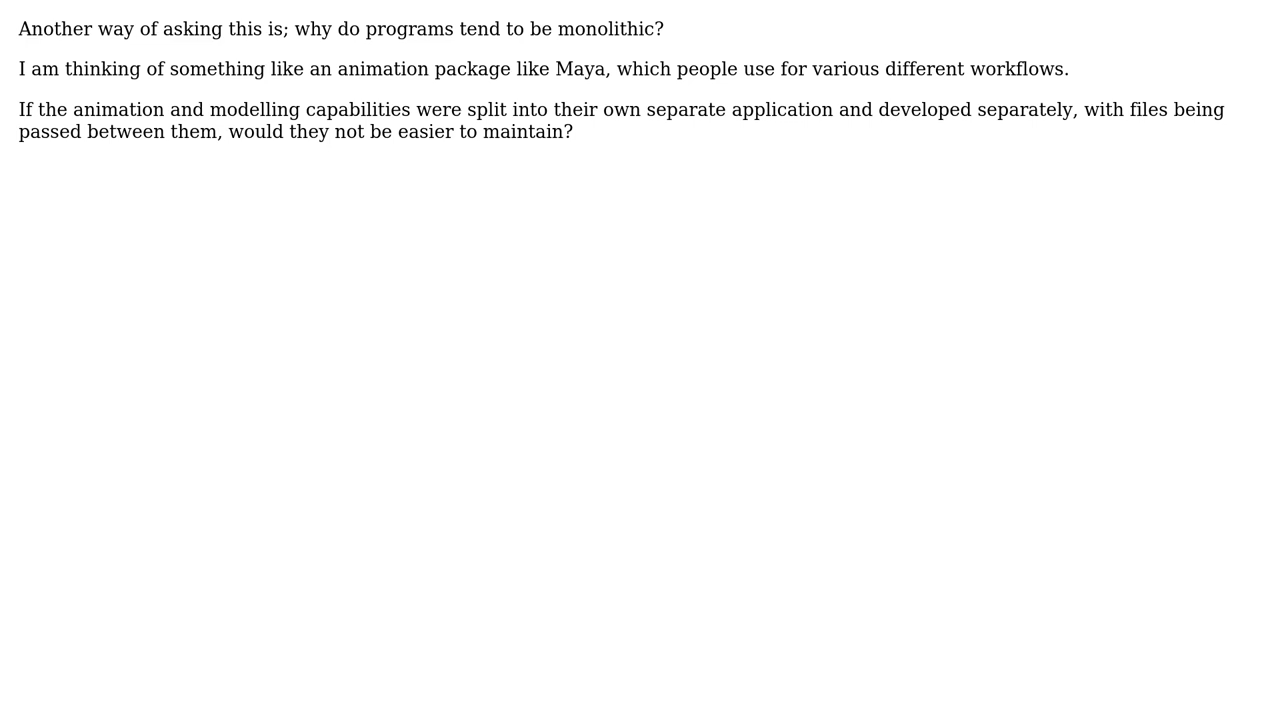 Another way of asking this is; why do programs tend to be monolithic?
I am thinking of something like an animation package like Maya, which people use for various different workflows.
If the animation and modelling capabilities were split into their own separate application and developed separately, with files being
passed between them, would they not be easier to maintain?